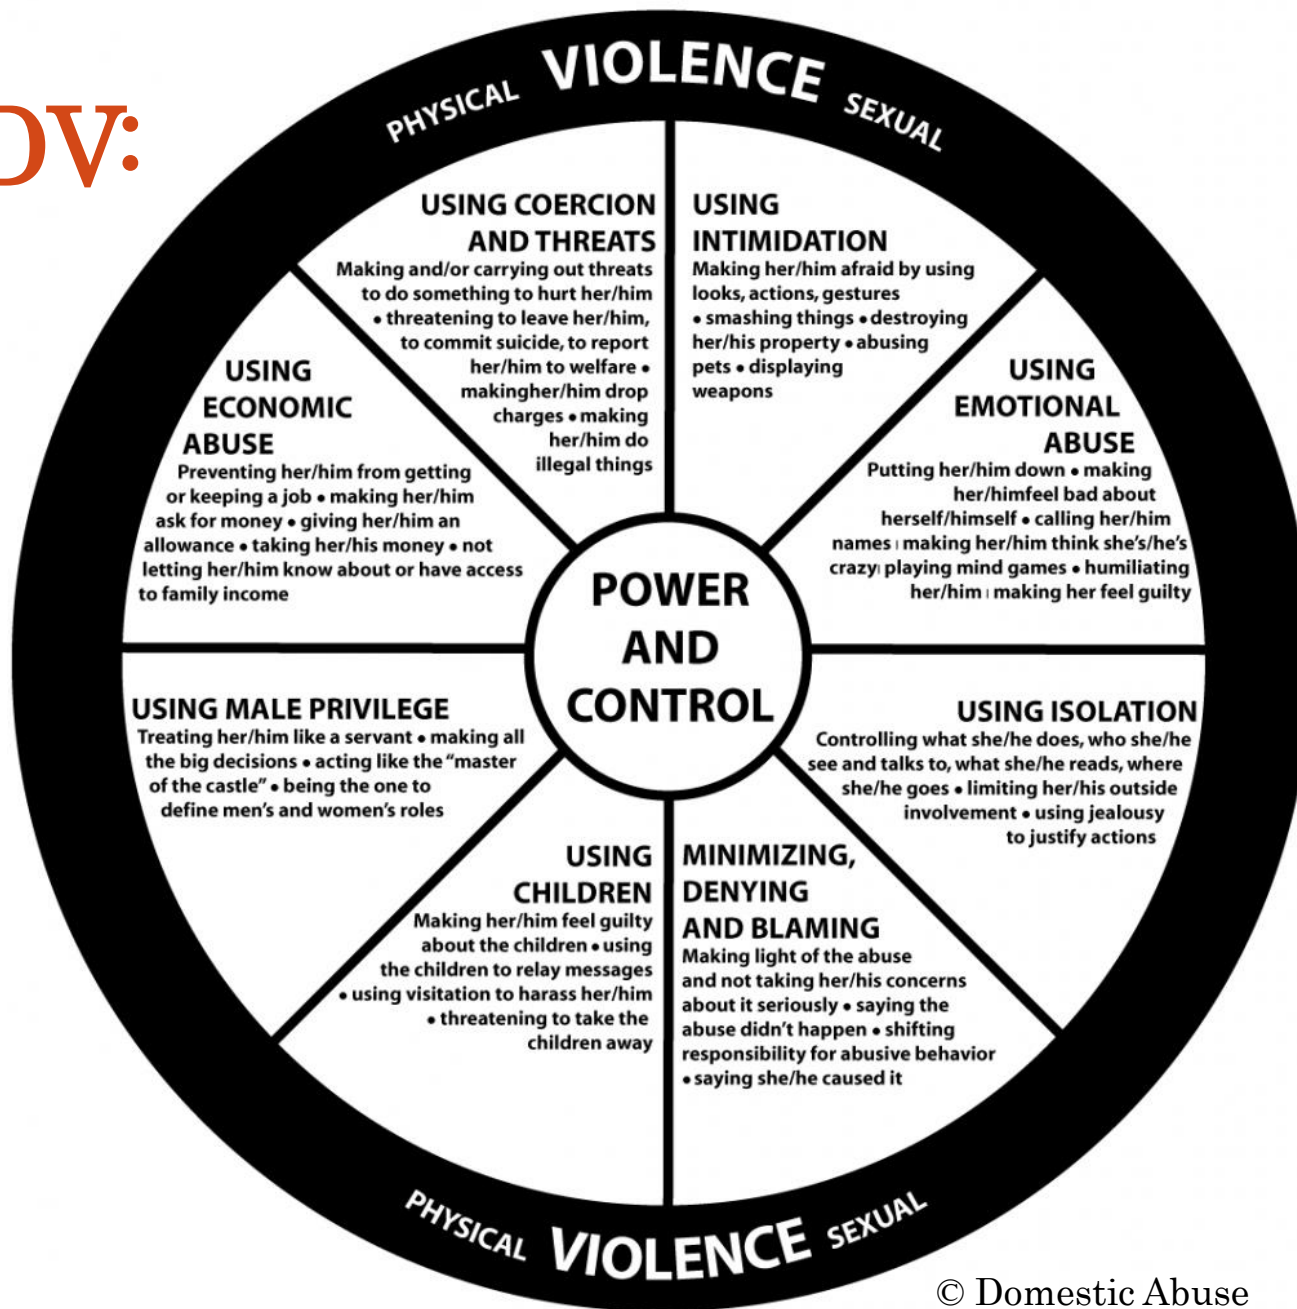 DV:
PHYSICAL VIOLENCE SEXUAL
USING COERCION
AND THREATS
Making and/or carrying out threats
to do something to hurt her/him
• threatening to leave her/him,
to commit suicide, to report
her/him to welfare •
makingher/him drop
charges • making
her/him do
illegal things
USING
INTIMIDATION
Making her/him afraid by using
looks, actions, gestures
• smashing things • destroying
her/his property • abusing
pets • displaying
weapons
USING
ECONOMIC
ABUSE
Preventing her/him from getting
or keeping a job • making her/him
ask for money • giving her/him an
allowance • taking her/his money • not
letting her/him know about or have access
to family income
USING
EMOTIONAL
ABUSE
Putting her/him down • making
her/himfeel bad about
herself/himself • calling her/him
names | making her/him think she's/he's
crazy| playing mind games • humiliating
her/him | making her feel guilty
POWER
AND
CONTROL
USING MALE PRIVILEGE
Treating her/him like a servant • making all
the big decisions • acting like the “master
of the castle” • being the one to
define men's and women's roles
USING ISOLATION
Controlling what she/he does, who she/he
see and talks to, what she/he reads, where
she/he goes • limiting her/his outside
involvement • using jealousy
to justify actions
USING
CHILDREN
Making her/him feel guilty
about the children • using
the children to relay messages
• using visitation to harass her/him
• threatening to take the
children away
MINIMIZING,
DENYING
AND BLAMING
Making light of the abuse
and not taking her/his concerns
about it seriously • saying the
abuse didn't happen • shifting
responsibility for abusive behavior
• saying she/he caused it
PHYSICAL VIOLENCE SEXUAL
© Domestic Abuse